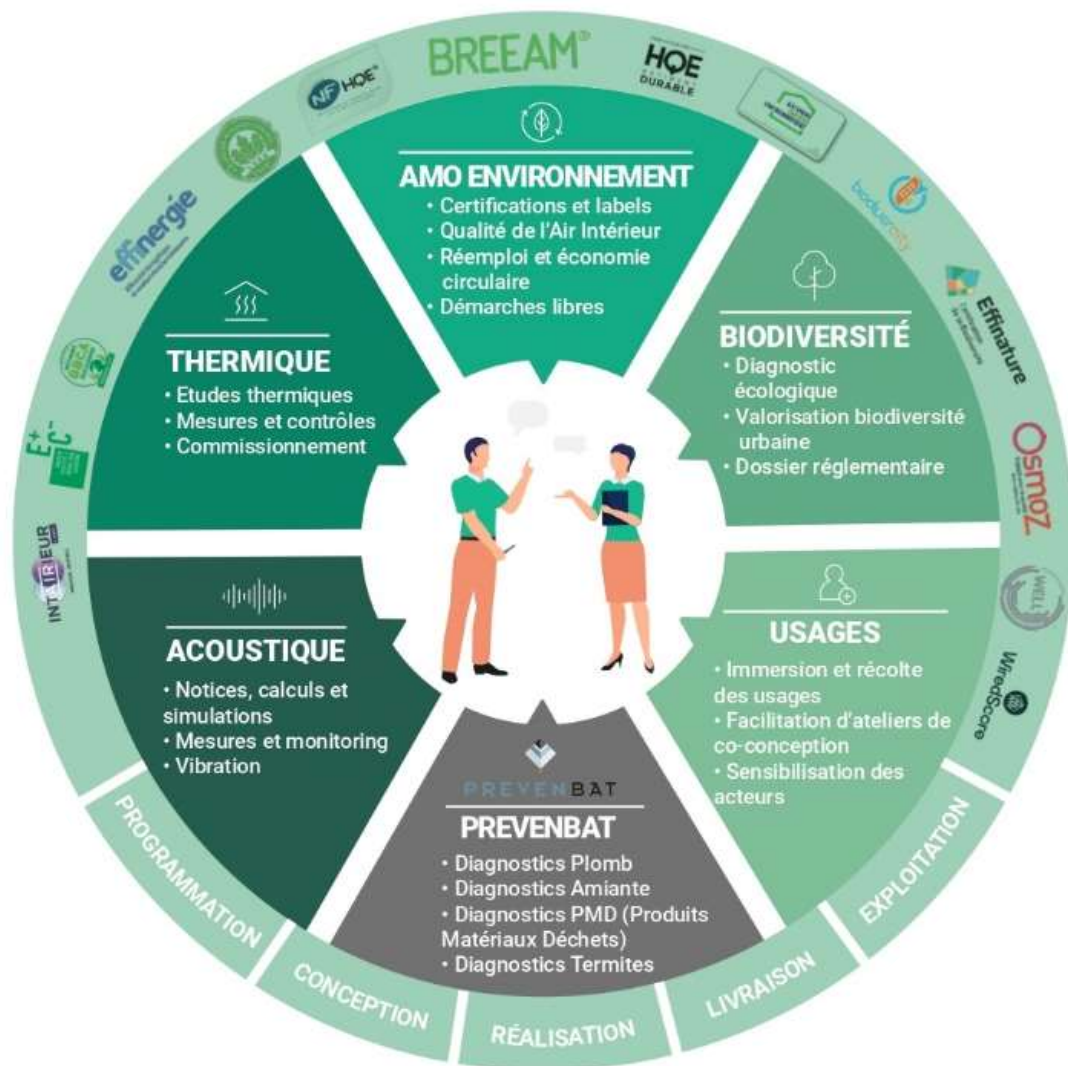 BREEAM®
NF HQE™
HQE
BÂTIMENT
DURABLE
effinergie
biodivercity
Effinature
OsmoZ
WELL
WiredScore
E+
C-
INTAIRIEUR
AMO ENVIRONNEMENT
• Certifications et labels
• Qualité de l'Air Intérieur
• Réemploi et économie
circulaire
• Démarches libres
THERMIQUE
• Etudes thermiques
• Mesures et contrôles
• Commissionnement
BIODIVERSITÉ
• Diagnostic
écologique
• Valorisation biodiversité
urbaine
• Dossier réglementaire
ACOUSTIQUE
• Notices, calculs et
simulations
• Mesures et monitoring
• Vibration
USAGES
• Immersion et récolte
des usages
• Facilitation d'ateliers de
co-conception
• Sensibilisation des
acteurs
PREVENBAT
PREVENBAT
• Diagnostics Plomb
• Diagnostics Amiante
• Diagnostics PMD (Produits
Matériaux Déchets)
• Diagnostics Termites
PROGRAMMATION
CONCEPTION
RÉALISATION
LIVRAISON
EXPLOITATION